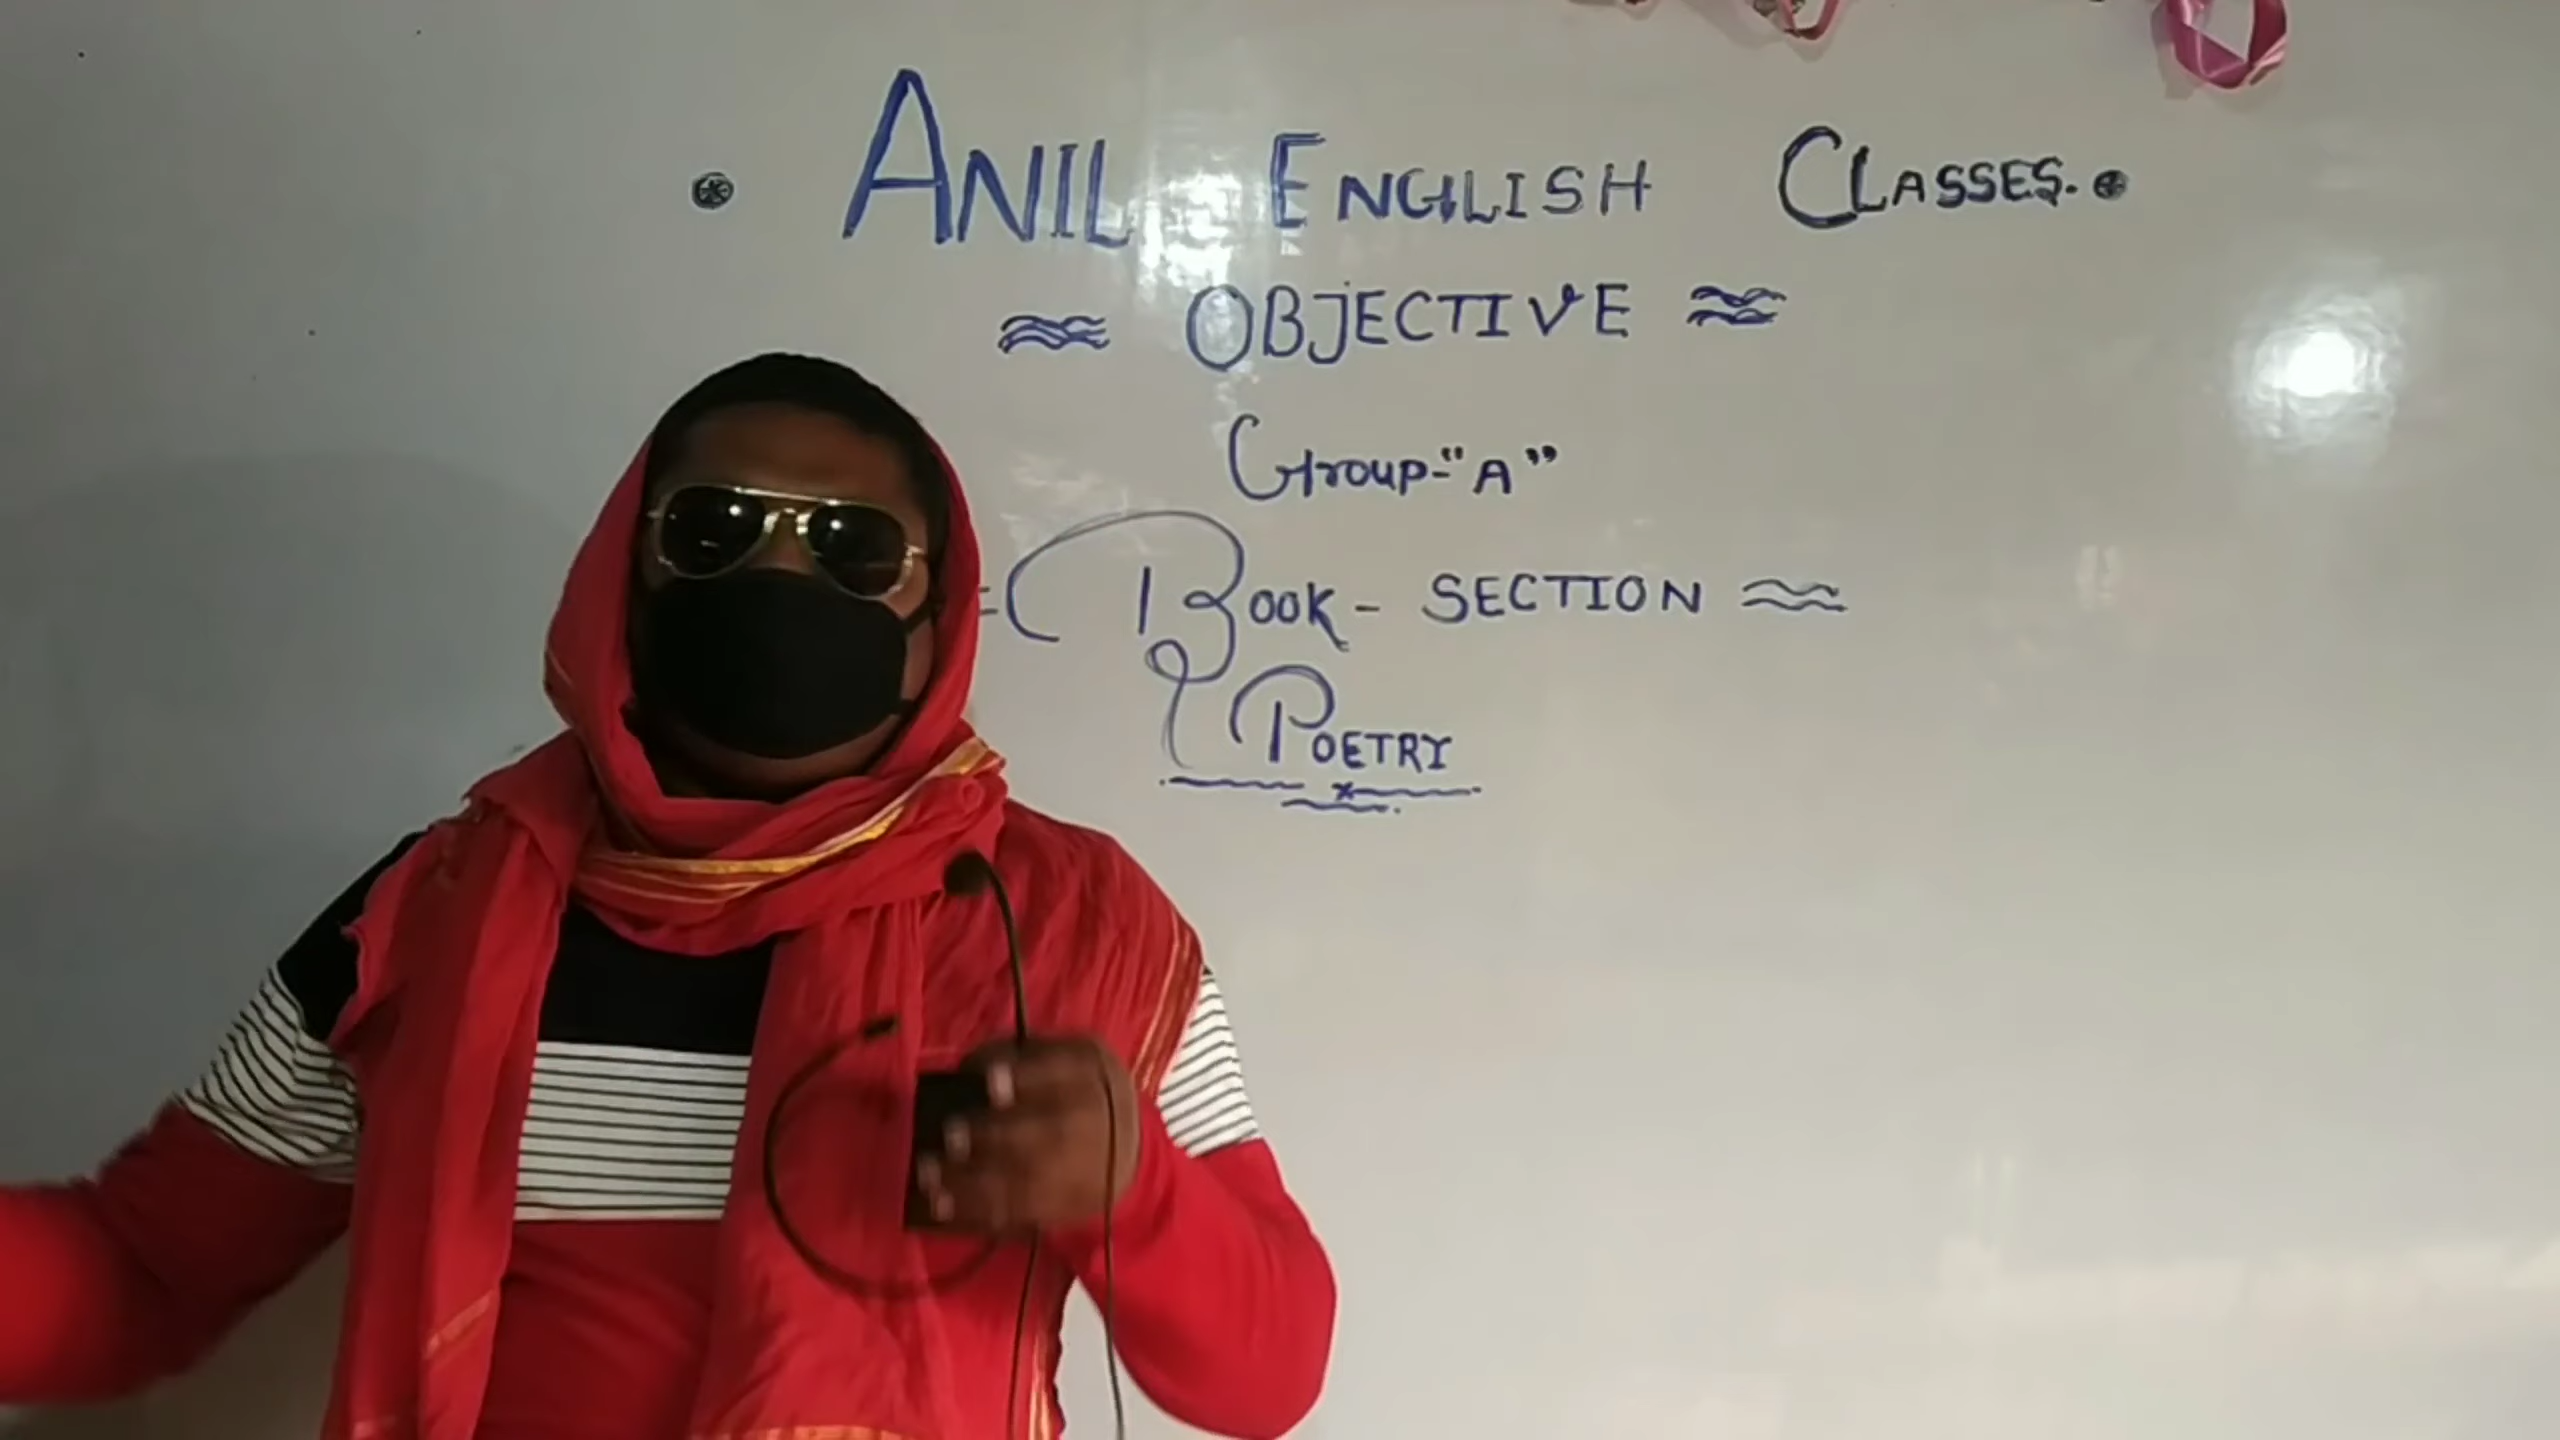 ANIL ENGLISH CLASSES.
OBJECTIVE
Group-"A"
BOOK - SECTION
POETRY